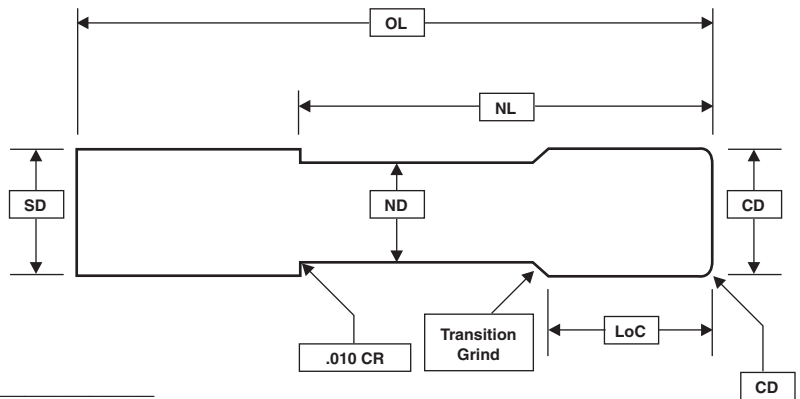 OL
NL
SD
ND
CD
.010 CR
Transition
Grind
LoC
CD